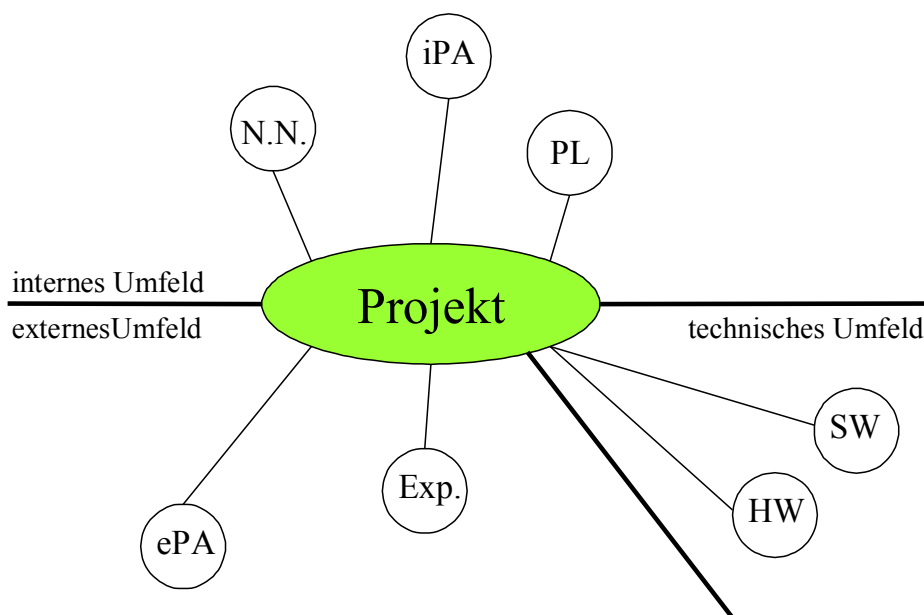 iPA
N.N.
PL
internes Umfeld
Projekt
externesUmfeld
technisches Umfeld
SW
Exp.
HW
ePA